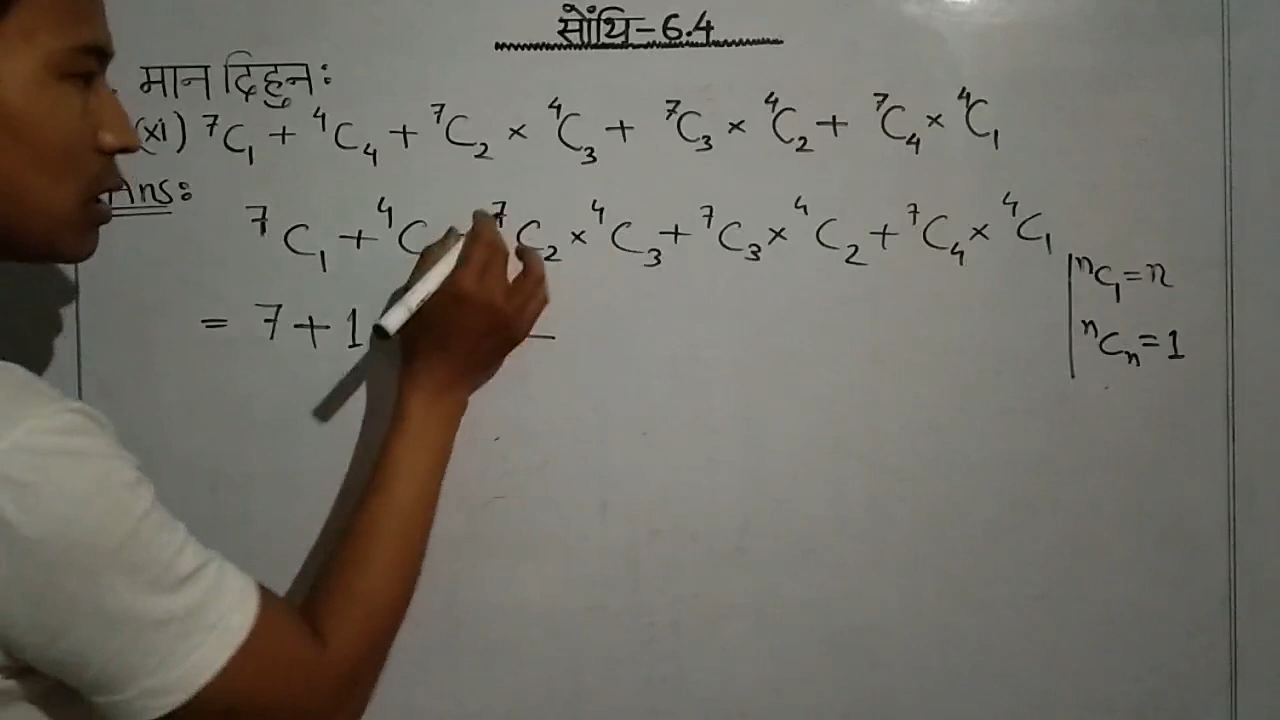 सोंथि-6.4
मान दिहुन:
(xi) ⁷C₁ + ⁴C₄ + ⁷C₂ × ⁴C₃ + ⁷C₃ × ⁴C₂ + ⁷C₄ × ⁴C₁
Ans:
⁷C₁ + ⁴C ⁷C₂ × ⁴C₃ + ⁷C₃ × ⁴C₂ + ⁷C₄ × ⁴C₁
ⁿC₁ = n
= 7 + 1
ⁿCₙ = 1